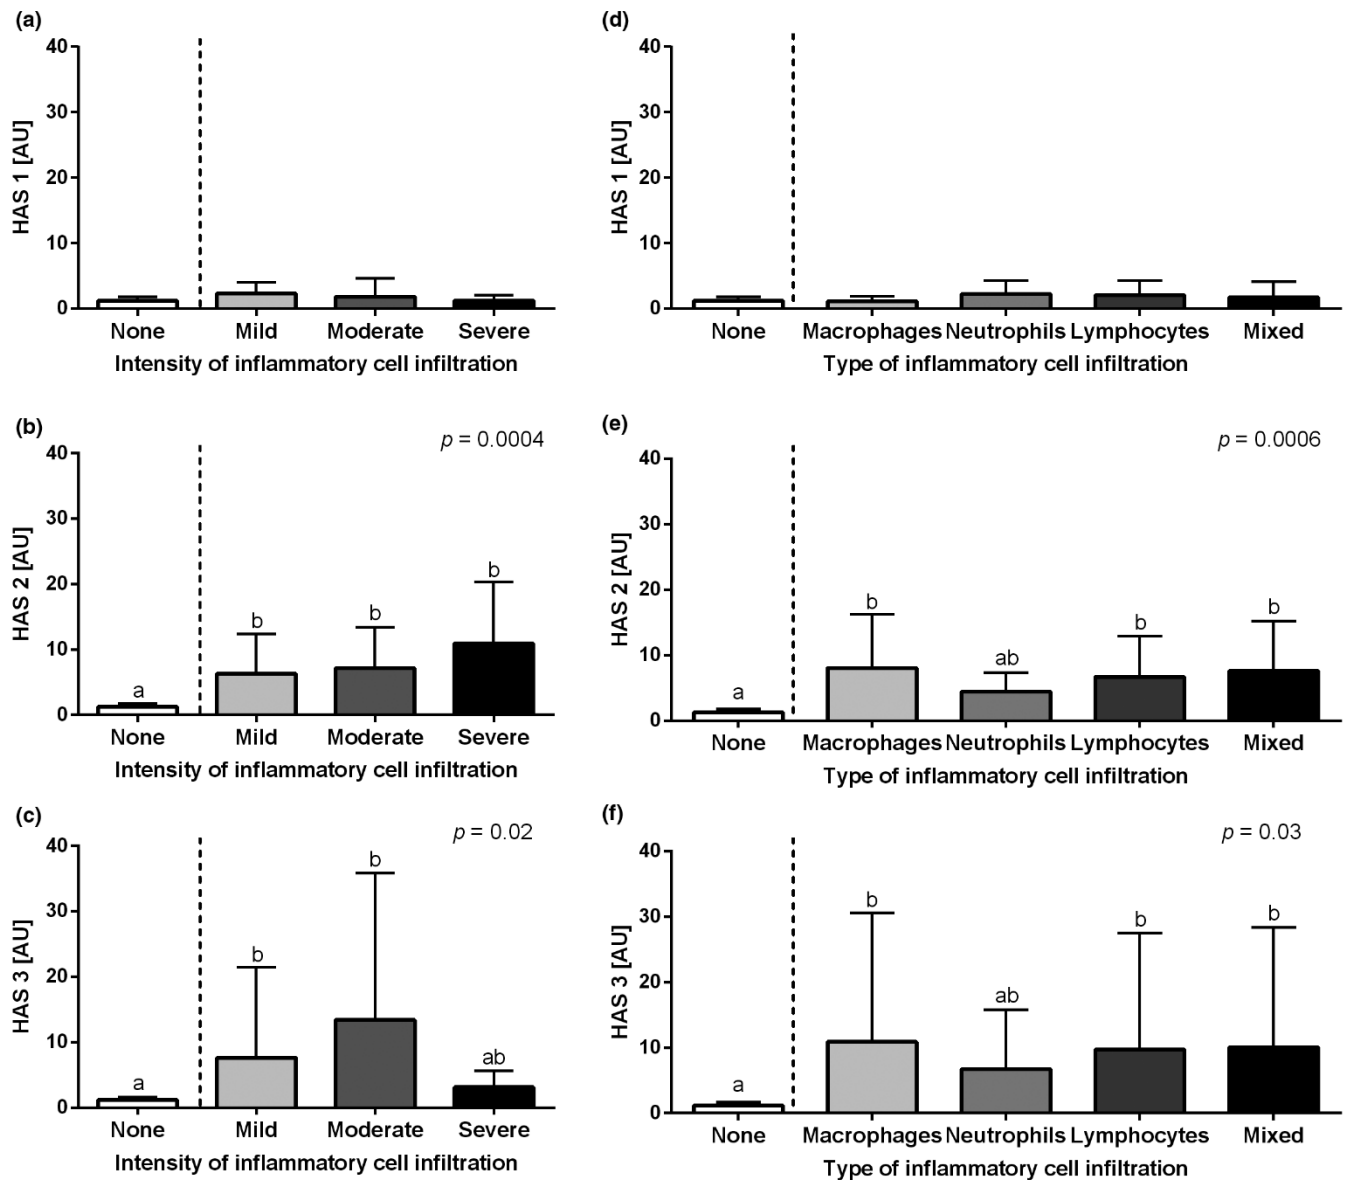 (a)
HAS 1 [AU]
40
30
20
10
0
None Mild Moderate Severe
Intensity of inflammatory cell infiltration
(d)
HAS 1 [AU]
40
30
20
10
0
None Macrophages Neutrophils Lymphocytes Mixed
Type of inflammatory cell infiltration
(b)
p = 0.0004
HAS 2 [AU]
40
30
20
10
0
a b b b
None Mild Moderate Severe
Intensity of inflammatory cell infiltration
(e)
p = 0.0006
HAS 2 [AU]
40
30
20
10
0
a b ab b b
None Macrophages Neutrophils Lymphocytes Mixed
Type of inflammatory cell infiltration
(c)
p = 0.02
HAS 3 [AU]
40
30
20
10
0
a b b ab
None Mild Moderate Severe
Intensity of inflammatory cell infiltration
(f)
p = 0.03
HAS 3 [AU]
40
30
20
10
0
a b ab b b
None Macrophages Neutrophils Lymphocytes Mixed
Type of inflammatory cell infiltration